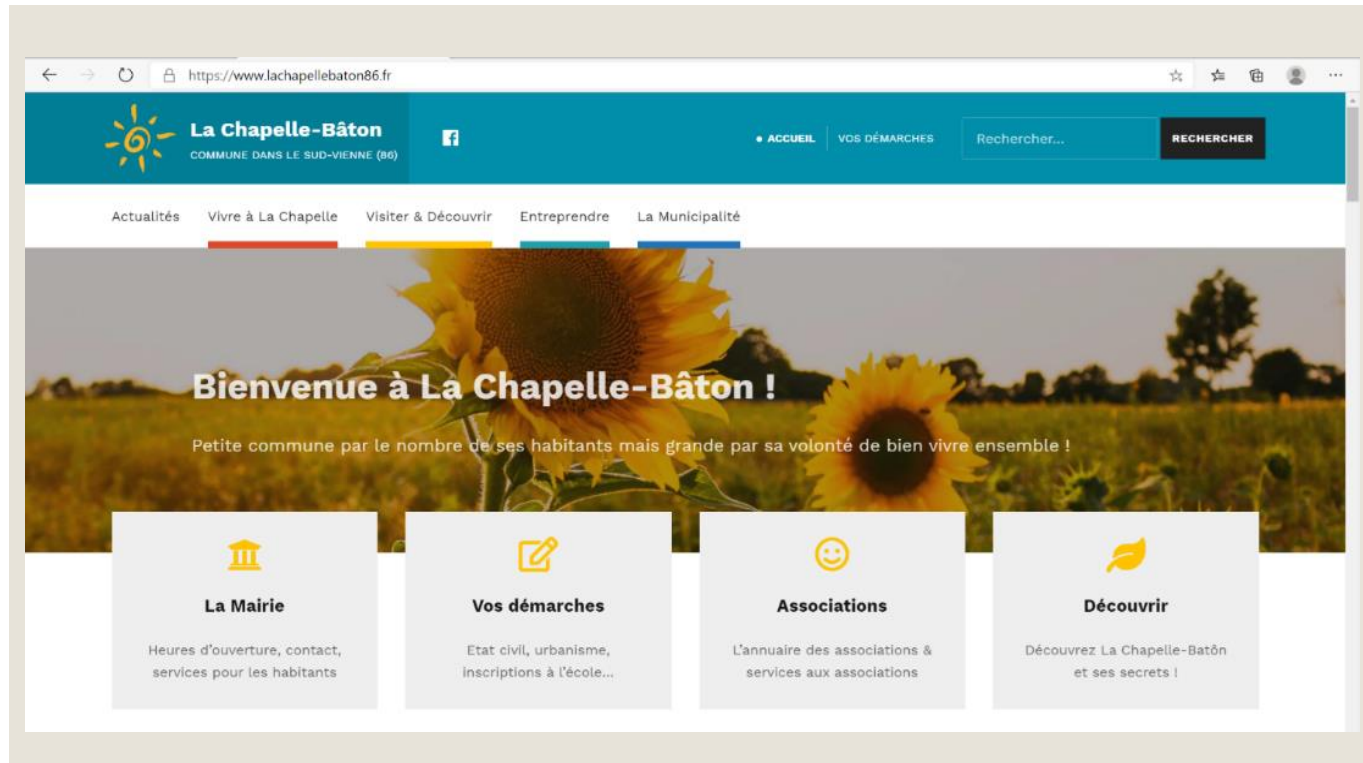 https://www.lachapellebaton86.fr
La Chapelle-Bâton
COMMUNE DANS LE SUD-VIENNE (86)
• ACCUEIL
VOS DÉMARCHES
Rechercher...
RECHERCHER
Actualités
Vivre à La Chapelle
Visiter & Découvrir
Entreprendre
La Municipalité
Bienvenue à La Chapelle-Bâton !
Petite commune par le nombre de ses habitants mais grande par sa volonté de bien vivre ensemble !
La Mairie
Heures d'ouverture, contact,
services pour les habitants
Vos démarches
Etat civil, urbanisme,
inscriptions à l'école...
Associations
L'annuaire des associations &
services aux associations
Découvrir
Découvrez La Chapelle-Batôn
et ses secrets !